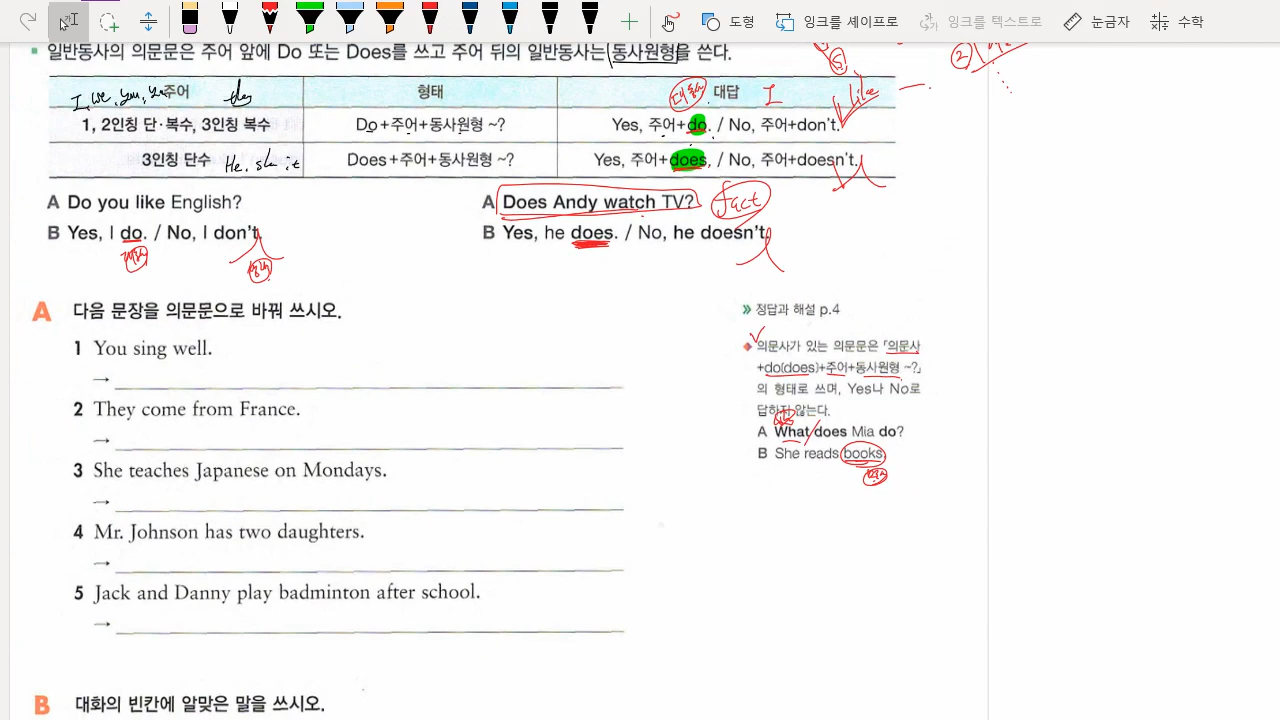 도형 잉크를 셰이프로 잉크를 텍스트로 눈금자 수학
일반동사의 의문문은 주어 앞에 Do 또는 Does를 쓰고 주어 뒤의 일반동사는 동사원형을 쓴다.
주어 형태 대답
I, we, you, they
I like
1, 2인칭 단·복수, 3인칭 복수 Do+주어+동사원형 ~? Yes, 주어+do. / No, 주어+don't.
3인칭 단수 He. she it Does+주어+동사원형 ~? Yes, 주어+does. / No, 주어+doesn't.
A Do you like English?
B Yes, I do. / No, I don't.
A Does Andy watch TV? fact
B Yes, he does. / No, he doesn't.
A 다음 문장을 의문문으로 바꿔 쓰시오.
1 You sing well.
→
2 They come from France.
→
3 She teaches Japanese on Mondays.
→
4 Mr. Johnson has two daughters.
→
5 Jack and Danny play badminton after school.
→
» 정답과 해설 p.4
의문사가 있는 의문문은 「의문사
+do(does)+주어+동사원형 ~?」
의 형태로 쓰며, Yes나 No로
답하지 않는다.
A What does Mia do?
B She reads books.
B 대화의 빈칸에 알맞은 말을 쓰시오.